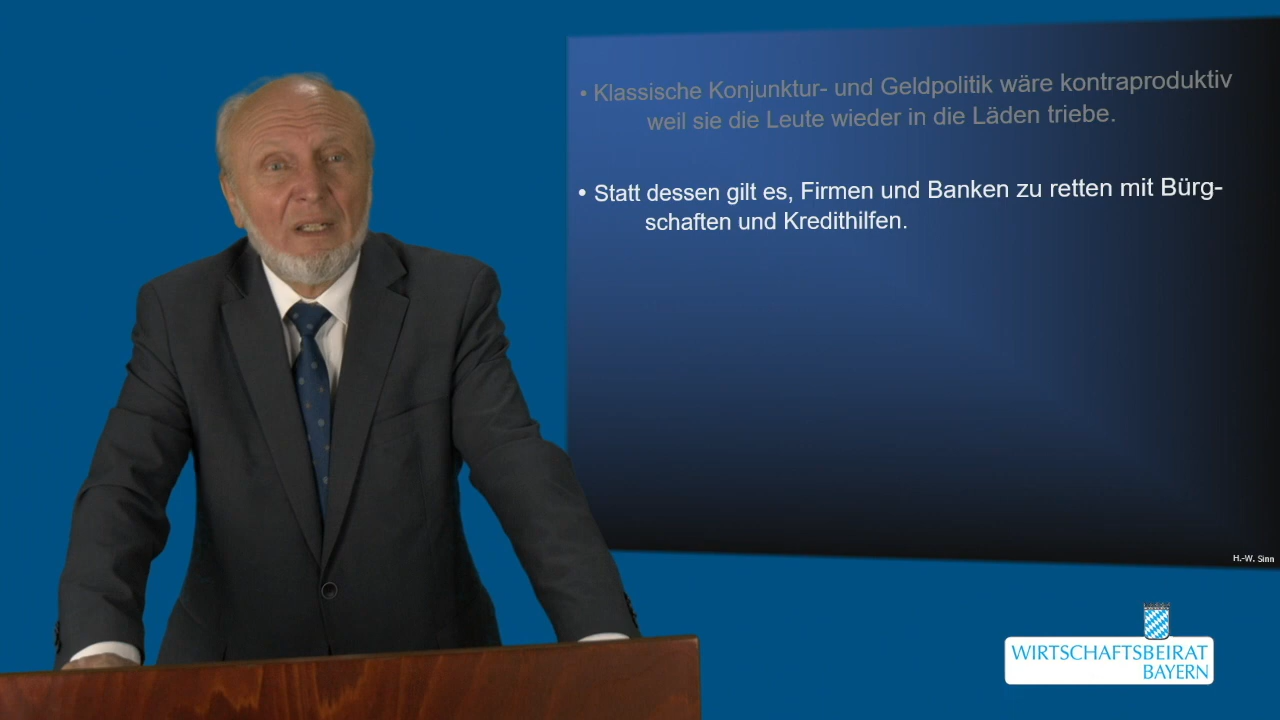 • Klassische Konjunktur- und Geldpolitik wäre kontraproduktiv
weil sie die Leute wieder in die Läden triebe.
• Statt dessen gilt es, Firmen und Banken zu retten mit Bürg-
schaften und Kredithilfen.
H.-W. Sinn
WIRTSCHAFTSBEIRAT
BAYERN